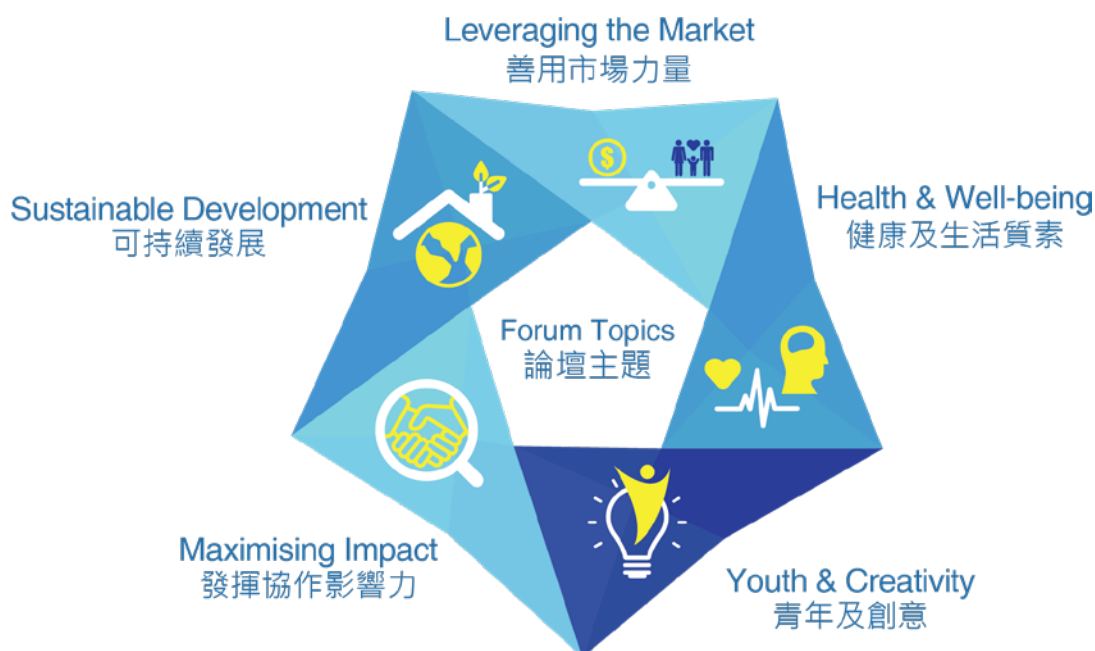 Leveraging the Market
善用市場力量
Sustainable Development
可持續發展
Health & Well-being
健康及生活質素
Forum Topics
論壇主題
Maximising Impact
發揮協作影響力
Youth & Creativity
青年及創意